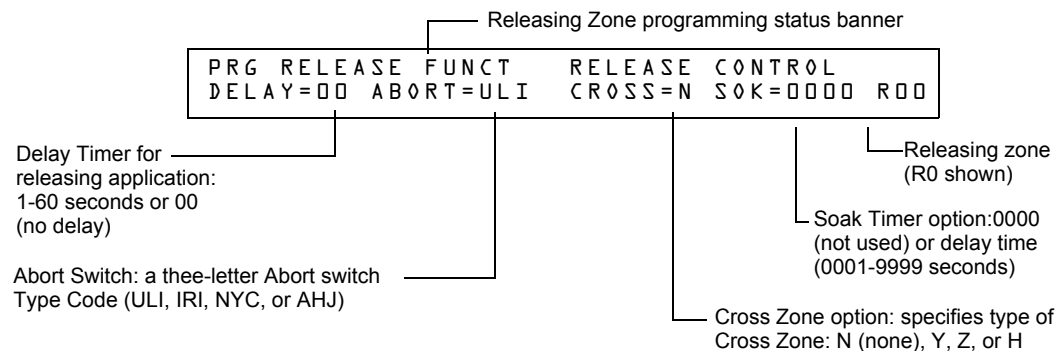 Releasing Zone programming status banner
PRG RELEASE FUNCT RELEASE CONTROL
DELAY=00 ABORT=ULI CROSS=N SOK=0000 R00
Delay Timer for
releasing application:
1-60 seconds or 00
(no delay)
Releasing zone
(R0 shown)
Soak Timer option:0000
(not used) or delay time
(0001-9999 seconds)
Abort Switch: a thee-letter Abort switch
Type Code (ULI, IRI, NYC, or AHJ)
Cross Zone option: specifies type of
Cross Zone: N (none), Y, Z, or H